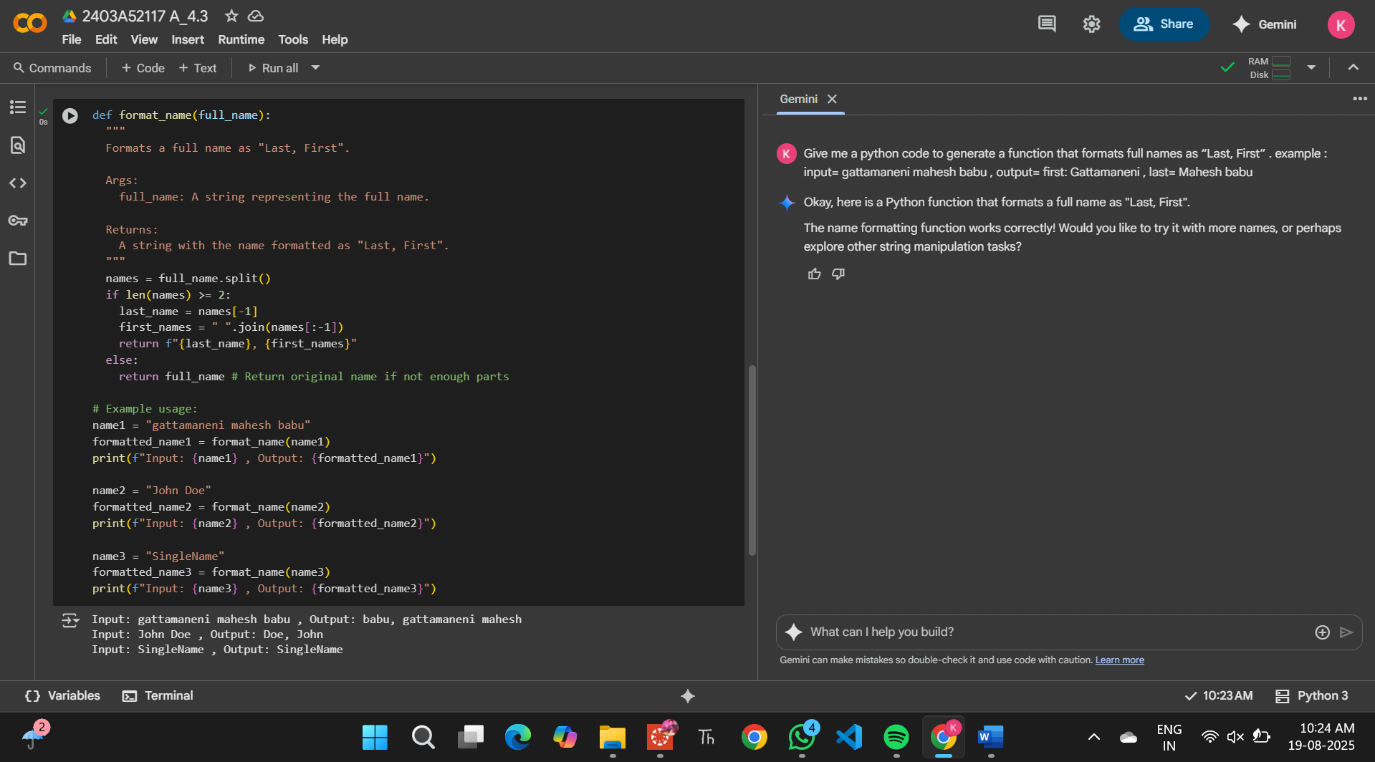 2403A52117 A_4.3
File Edit View Insert Runtime Tools Help
Share
Gemini
K
Commands + Code + Text Run all
RAM
Disk
0s
def format_name(full_name):
"""
Formats a full name as "Last, First".
Args:
full_name: A string representing the full name.
Returns:
A string with the name formatted as "Last, First".
"""
names = full_name.split()
if len(names) >= 2:
last_name = names[-1]
first_names = " ".join(names[:-1])
return f"{last_name}, {first_names}"
else:
return full_name # Return original name if not enough parts
# Example usage:
name1 = "gattamaneni mahesh babu"
formatted_name1 = format_name(name1)
print(f"Input: {name1} , Output: {formatted_name1}")
name2 = "John Doe"
formatted_name2 = format_name(name2)
print(f"Input: {name2} , Output: {formatted_name2}")
name3 = "SingleName"
formatted_name3 = format_name(name3)
print(f"Input: {name3} , Output: {formatted_name3}")
Input: gattamaneni mahesh babu , Output: babu, gattamaneni mahesh
Input: John Doe , Output: Doe, John
Input: SingleName , Output: SingleName
Gemini
K
Give me a python code to generate a function that formats full names as “Last, First” . example :
input= gattamaneni mahesh babu , output= first: Gattamaneni , last= Mahesh babu
Okay, here is a Python function that formats a full name as "Last, First".
The name formatting function works correctly! Would you like to try it with more names, or perhaps
explore other string manipulation tasks?
What can I help you build?
Gemini can make mistakes so double-check it and use code with caution. Learn more
Variables Terminal
10:23 AM Python 3
2
Th
4
K
ENG
IN
10:24 AM
19-08-2025